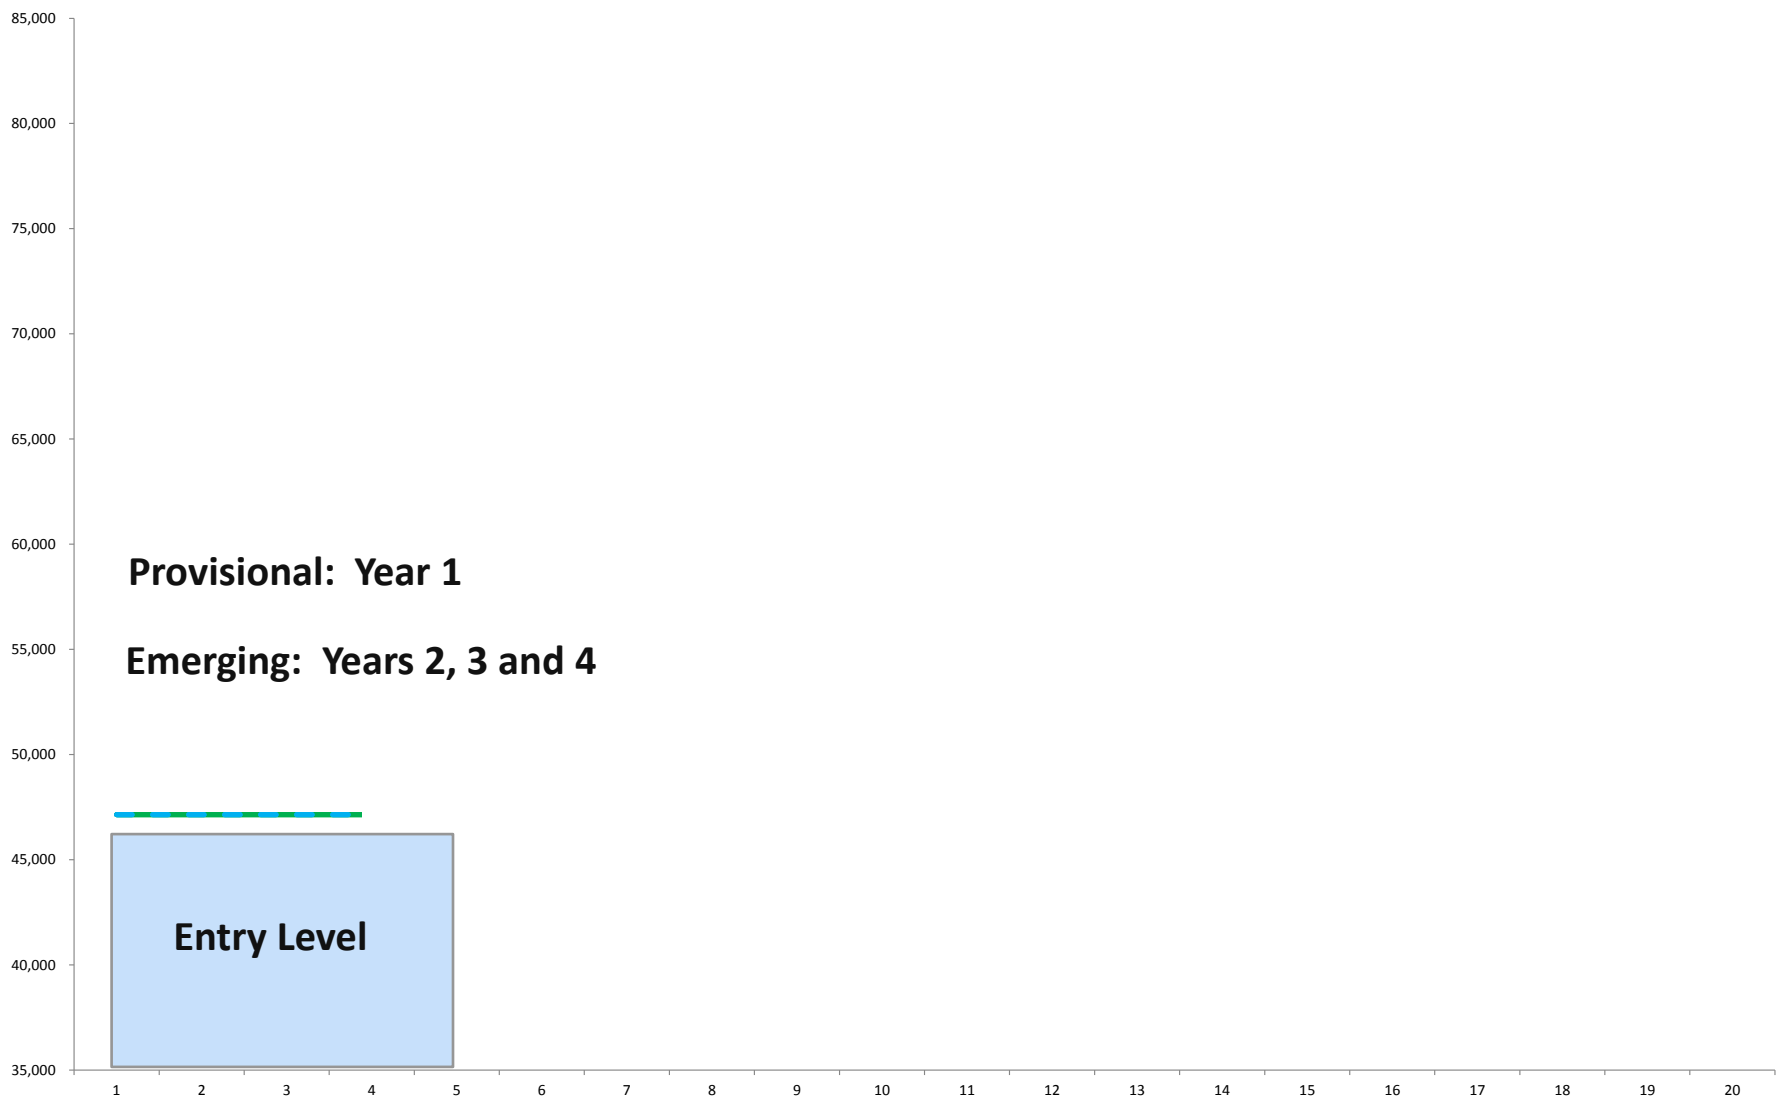 85,000
80,000
75,000
70,000
65,000
60,000
Provisional:  Year 1
55,000
Emerging:  Years 2, 3 and 4
50,000
45,000
Entry Level
40,000
35,000
1 2 3 4 5 6 7 8 9 10 11 12 13 14 15 16 17 18 19 20